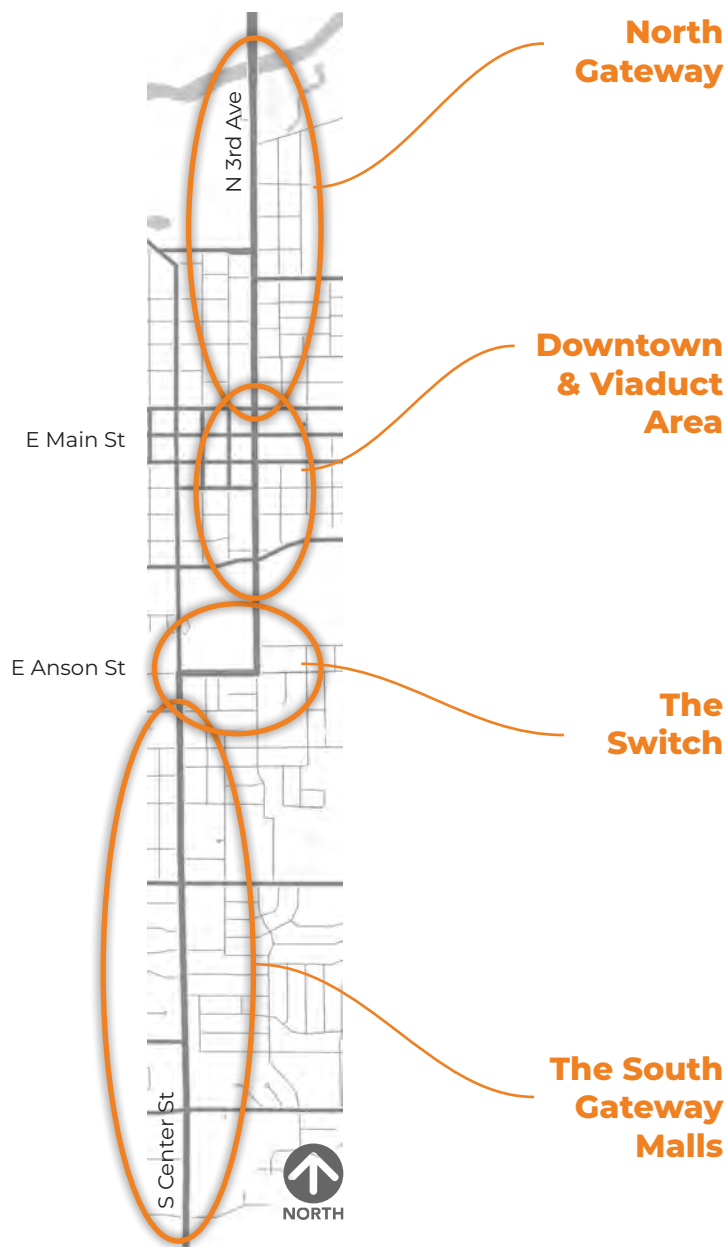 North
Gateway
N 3rd Ave
Downtown
& Viaduct
Area
E Main St
E Anson St
The
Switch
The South
Gateway
Malls
S Center St
NORTH